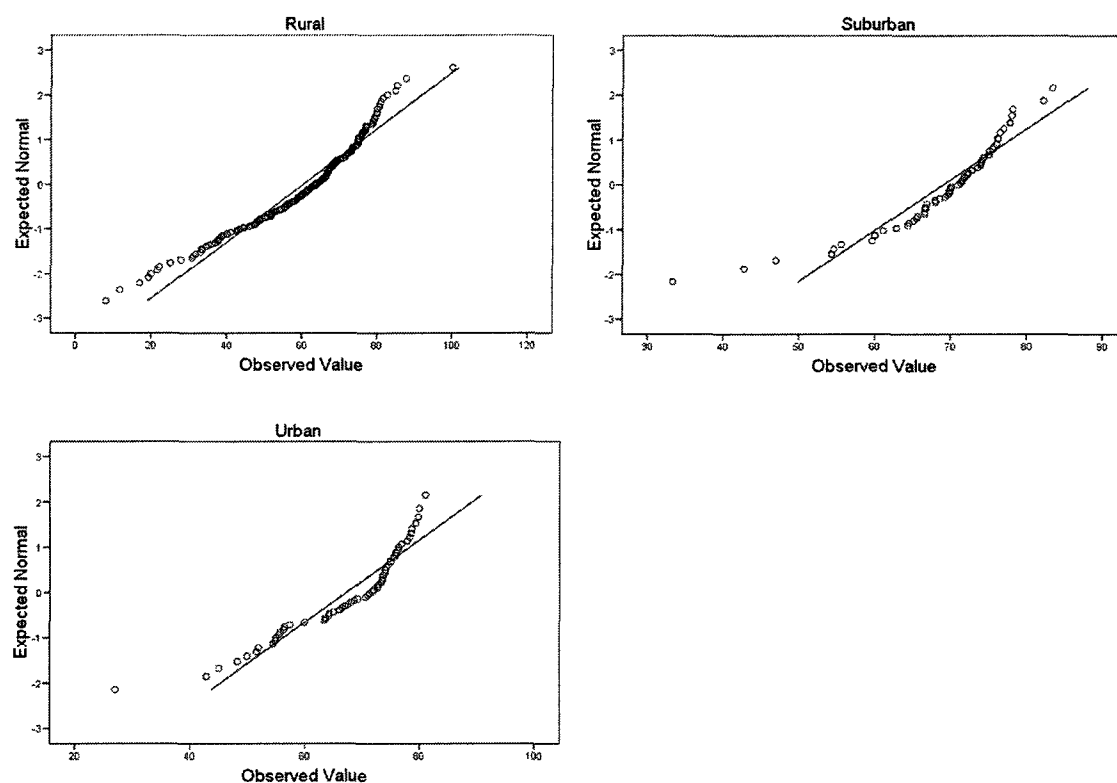 Rural
3
2
1
0
-1
-2
-3
Expected Normal
0 20 40 60 80 100 120
Observed Value
Suburban
3
2
1
0
-1
-2
-3
Expected Normal
30 40 50 60 70 80 90
Observed Value
Urban
3
2
1
0
-1
-2
-3
Expected Normal
20 40 60 80 100
Observed Value